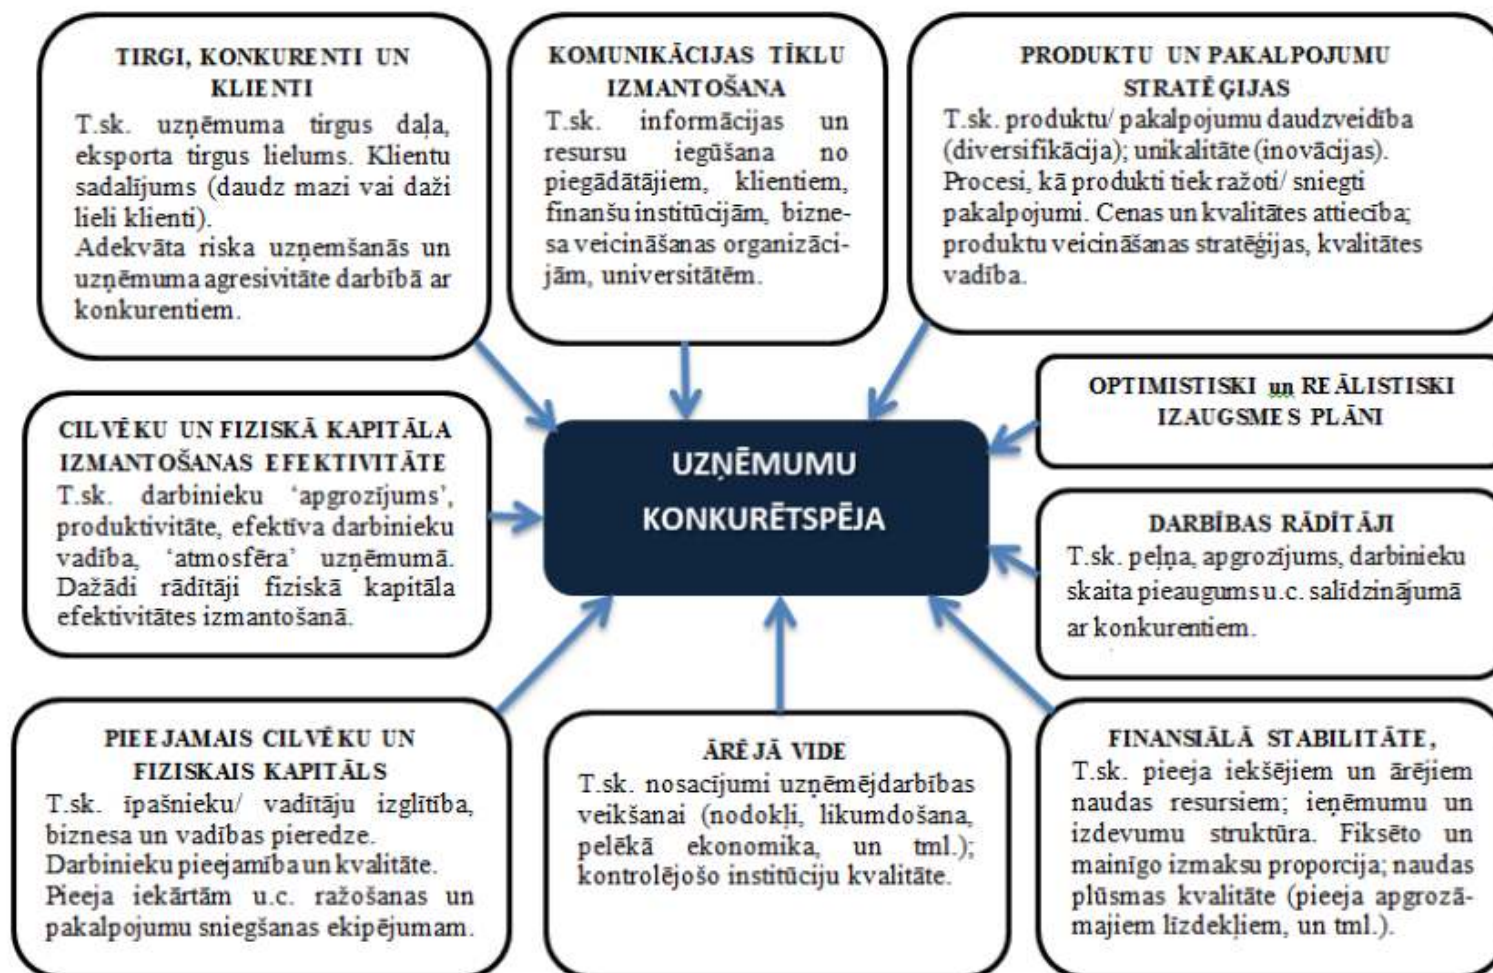 TIRGI, KONKURENTI UN
KLIENTI
T.sk. uzņēmuma tirgus daļa,
eksporta tirgus lielums. Klientu
sadalījums (daudz mazi vai daži
lieli klienti).
Adekvāta riska uzņemšanās un
uzņēmuma agresivitāte darbībā ar
konkurentiem.
KOMUNIKĀCIJAS TĪKLU
IZMANTOŠANA
T.sk. informācijas un
resursu iegūšana no
piegādātājiem, klientiem,
finanšu institūcijām, bizne-
sa veicināšanas organizāci-
jām, universitātēm.
PRODUKTU UN PAKALPOJUMU
STRATĒĢIJAS
T.sk. produktu/ pakalpojumu daudzveidība
(diversifikācija); unikalitāte (inovācijas).
Procesi, kā produkti tiek ražoti/ sniegti
pakalpojumi. Cenas un kvalitātes attiecība;
produktu veicināšanas stratēģijas, kvalitātes
vadība.
OPTIMISTISKI un REĀLISTISKI
IZAUGSMES PLĀNI
CILVĒKU UN FIZISKĀ KAPITĀLA
IZMANTOŠANAS EFEKTIVITĀTE
T.sk. darbinieku ‘apgrozījums’,
produktivitāte, efektīva darbinieku
vadība, ‘atmosfēra’ uzņēmumā.
Dažādi rādītāji fiziskā kapitāla
efektivitātes izmantošanā.
UZŅĒMUMU
KONKURĒTSPĒJA
DARBĪBAS RĀDĪTĀJI
T.sk. peļņa, apgrozījums, darbinieku
skaita pieaugums u.c. salīdzinājumā
ar konkurentiem.
PIEEJAMAIS CILVĒKU UN
FIZISKAIS KAPITĀLS
T.sk. īpašnieku/ vadītāju izglītība,
biznesa un vadības pieredze.
Darbinieku pieejamība un kvalitāte.
Pieeja iekārtām u.c. ražošanas un
pakalpojumu sniegšanas ekipējumam.
ĀRĒJĀ VIDE
T.sk. nosacījumi uzņēmējdarbības
veikšanai (nodokļi, likumdošana,
pelēkā ekonomika, un tml.);
kontrolējošo institūciju kvalitāte.
FINANSIĀLĀ STABILITĀTE,
T.sk. pieeja iekšējiem un ārējiem
naudas resursiem; ieņēmumu un
izdevumu struktūra. Fiksēto un
mainīgo izmaksu proporcija; naudas
plūsmas kvalitāte (pieeja apgrozā-
majiem līzdekļiem, un tml.).